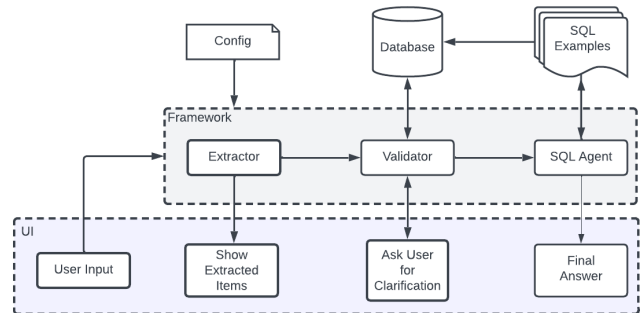 Config
Database
SQL
Examples
Framework
Extractor
Validator
SQL Agent
UI
User Input
Show
Extracted
Items
Ask User
for
Clarification
Final
Answer